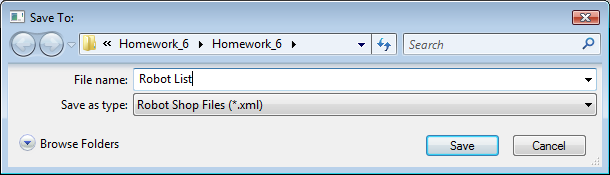 Save To:
« Homework_6 Homework_6 Search
File name: Robot List
Save as type: Robot Shop Files (*.xml)
Browse Folders Save Cancel